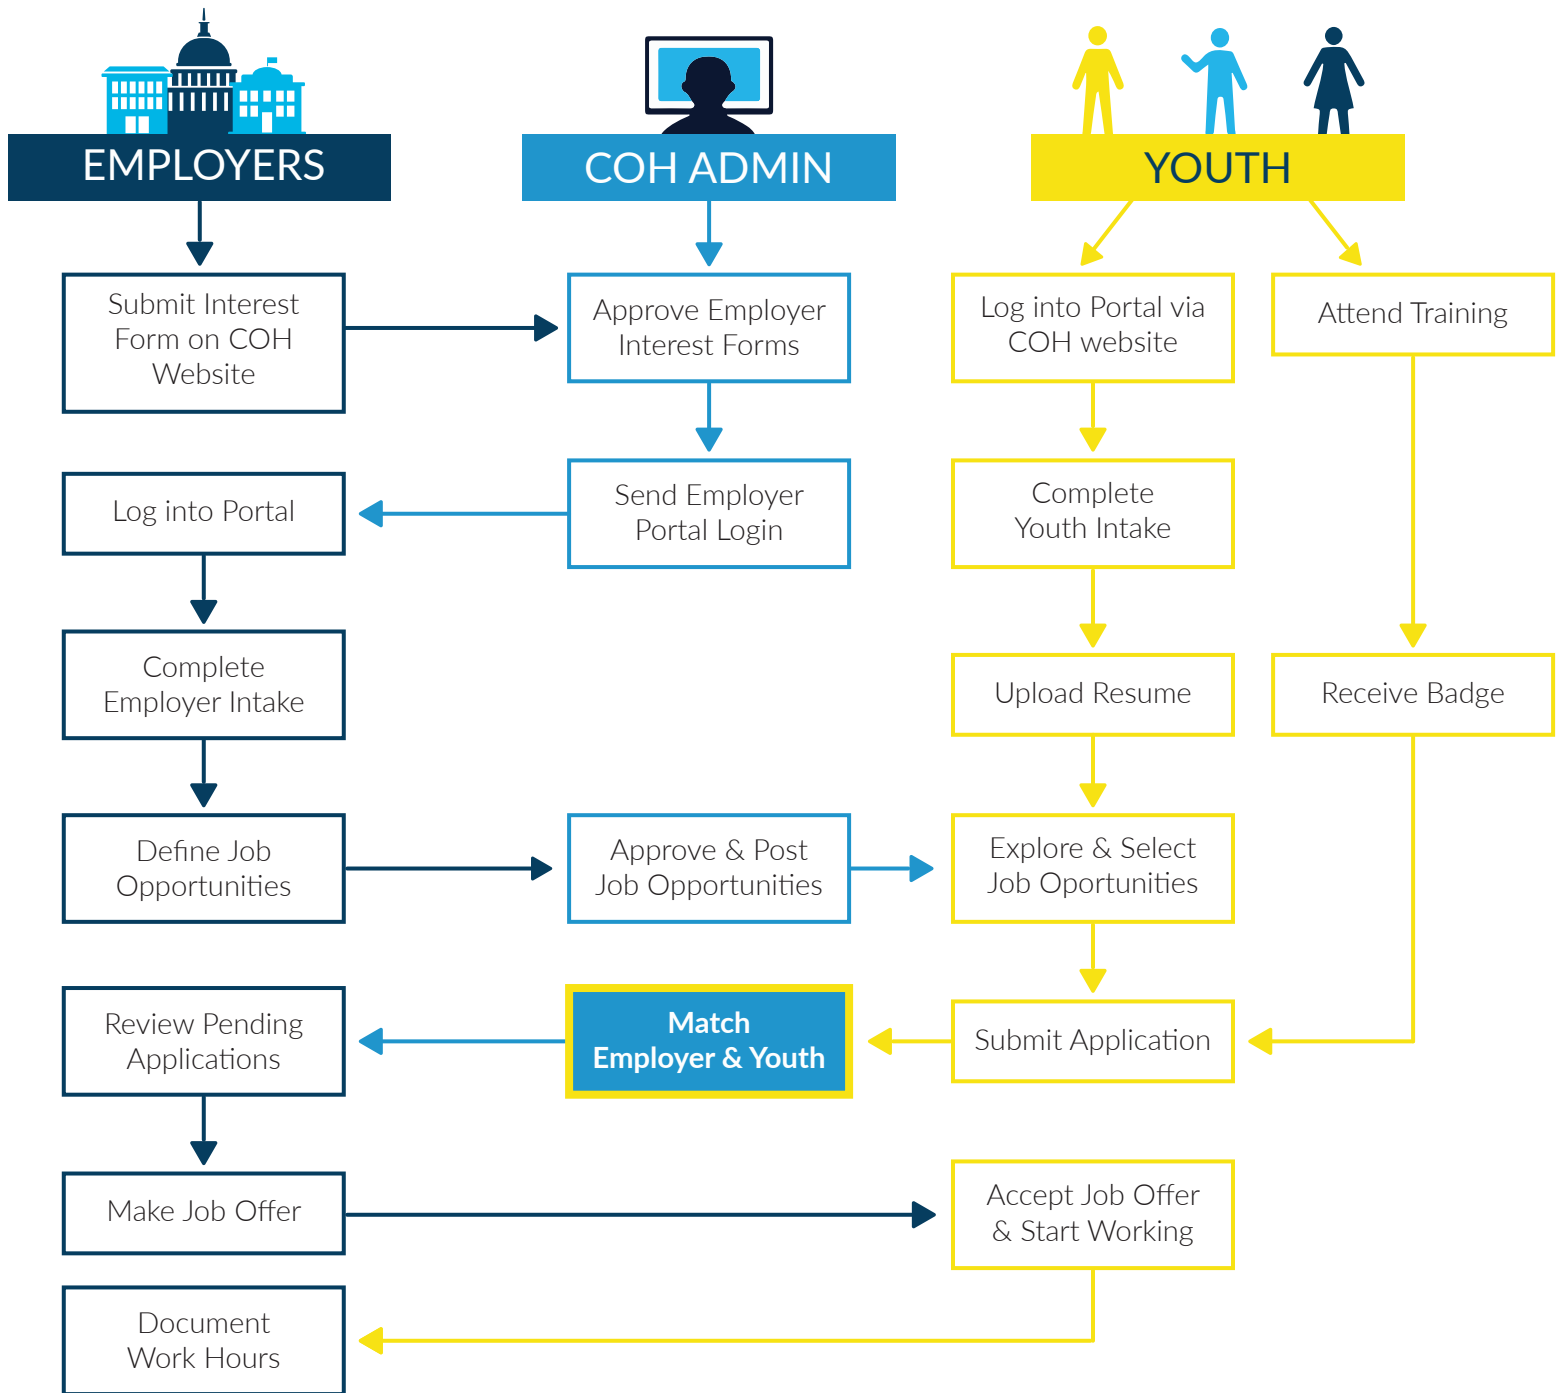 EMPLOYERS
COH ADMIN
YOUTH
Submit Interest
Form on COH
Website
Approve Employer
Interest Forms
Log into Portal via
COH website
Attend Training
Log into Portal
Send Employer
Portal Login
Complete
Youth Intake
Complete
Employer Intake
Upload Resume
Receive Badge
Define Job
Opportunities
Approve & Post
Job Opportunities
Explore & Select
Job Oportunities
Review Pending
Applications
Match
Employer & Youth
Submit Application
Make Job Offer
Accept Job Offer
& Start Working
Document
Work Hours